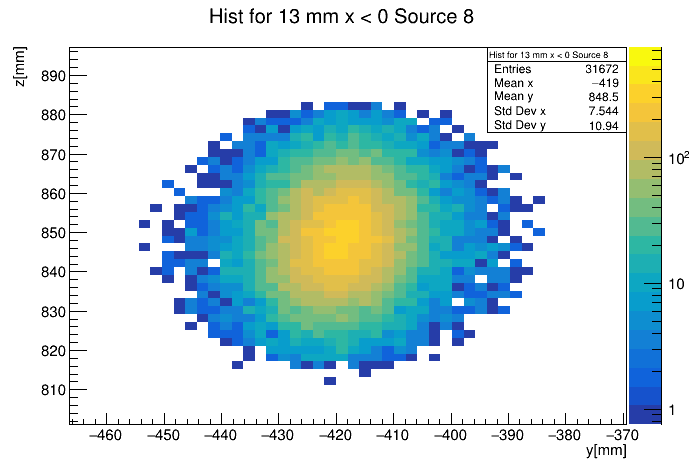 Hist for 13 mm x < 0 Source 8
z[mm]
Hist for 13 mm x < 0 Source 8
Entries 31672
Mean x −419
Mean y 848.5
Std Dev x 7.544
Std Dev y 10.94
890
880
870
860
850
840
830
820
810
10²
10
1
−460 −450 −440 −430 −420 −410 −400 −390 −380 −370
y[mm]